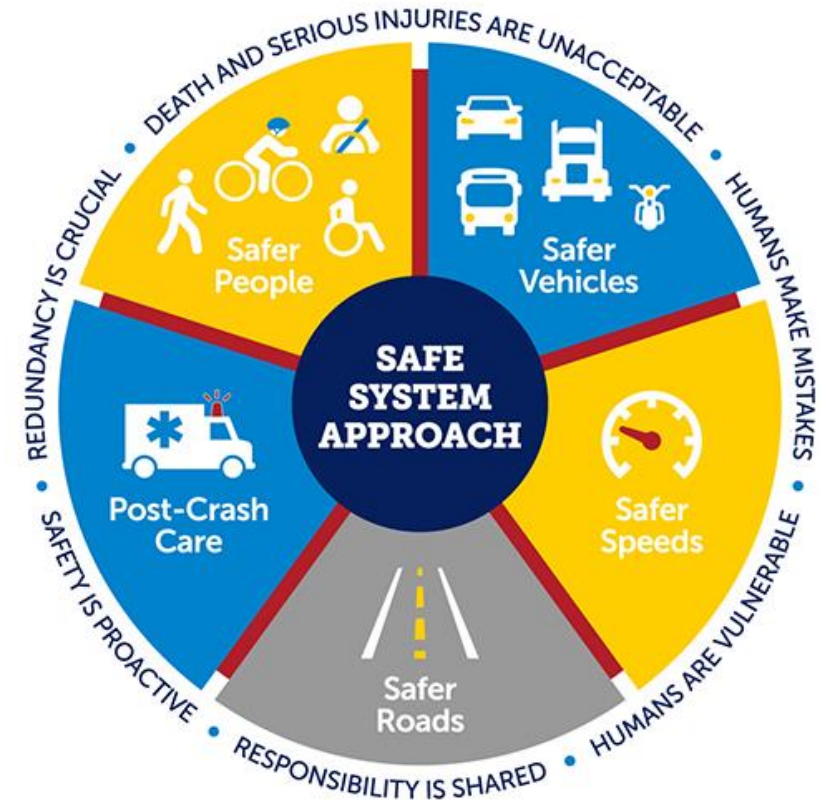 DEATH AND SERIOUS INJURIES ARE UNACCEPTABLE
HUMANS MAKE MISTAKES
HUMANS ARE VULNERABLE
RESPONSIBILITY IS SHARED
SAFETY IS PROACTIVE
REDUNDANCY IS CRUCIAL
Safer
People
Safer
Vehicles
SAFE
SYSTEM
APPROACH
Post-Crash
Care
Safer
Speeds
Safer
Roads